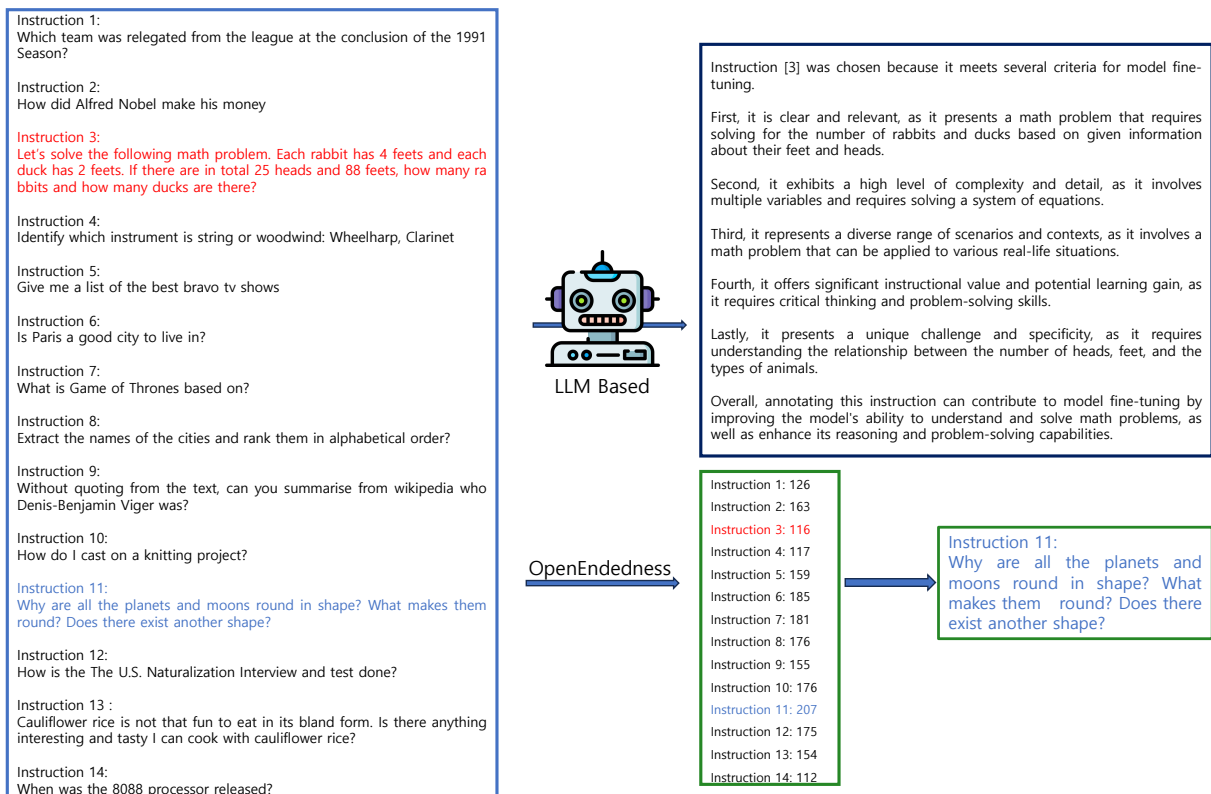 Instruction 1:
Which team was relegated from the league at the conclusion of the 1991
Season?
Instruction 2:
How did Alfred Nobel make his money
Instruction 3:
Let's solve the following math problem. Each rabbit has 4 feets and each
duck has 2 feets. If there are in total 25 heads and 88 feets, how many ra
bbits and how many ducks are there?
Instruction 4:
Identify which instrument is string or woodwind: Wheelharp, Clarinet
Instruction 5:
Give me a list of the best bravo tv shows
Instruction 6:
Is Paris a good city to live in?
Instruction 7:
What is Game of Thrones based on?
Instruction 8:
Extract the names of the cities and rank them in alphabetical order?
Instruction 9:
Without quoting from the text, can you summarise from wikipedia who
Denis-Benjamin Viger was?
Instruction 10:
How do I cast on a knitting project?
Instruction 11:
Why are all the planets and moons round in shape? What makes them
round? Does there exist another shape?
Instruction 12:
How is the The U.S. Naturalization Interview and test done?
Instruction 13 :
Cauliflower rice is not that fun to eat in its bland form. Is there anything
interesting and tasty I can cook with cauliflower rice?
Instruction 14:
When was the 8088 processor released?
LLM Based
Instruction [3] was chosen because it meets several criteria for model fine-
tuning.
First, it is clear and relevant, as it presents a math problem that requires
solving for the number of rabbits and ducks based on given information
about their feet and heads.
Second, it exhibits a high level of complexity and detail, as it involves
multiple variables and requires solving a system of equations.
Third, it represents a diverse range of scenarios and contexts, as it involves a
math problem that can be applied to various real-life situations.
Fourth, it offers significant instructional value and potential learning gain, as
it requires critical thinking and problem-solving skills.
Lastly, it presents a unique challenge and specificity, as it requires
understanding the relationship between the number of heads, feet, and the
types of animals.
Overall, annotating this instruction can contribute to model fine-tuning by
improving the model's ability to understand and solve math problems, as
well as enhance its reasoning and problem-solving capabilities.
OpenEndedness
Instruction 1: 126
Instruction 2: 163
Instruction 3: 116
Instruction 4: 117
Instruction 5: 159
Instruction 6: 185
Instruction 7: 181
Instruction 8: 176
Instruction 9: 155
Instruction 10: 176
Instruction 11: 207
Instruction 12: 175
Instruction 13: 154
Instruction 14: 112
Instruction 11:
Why are all the planets and
moons round in shape? What
makes them round? Does there
exist another shape?